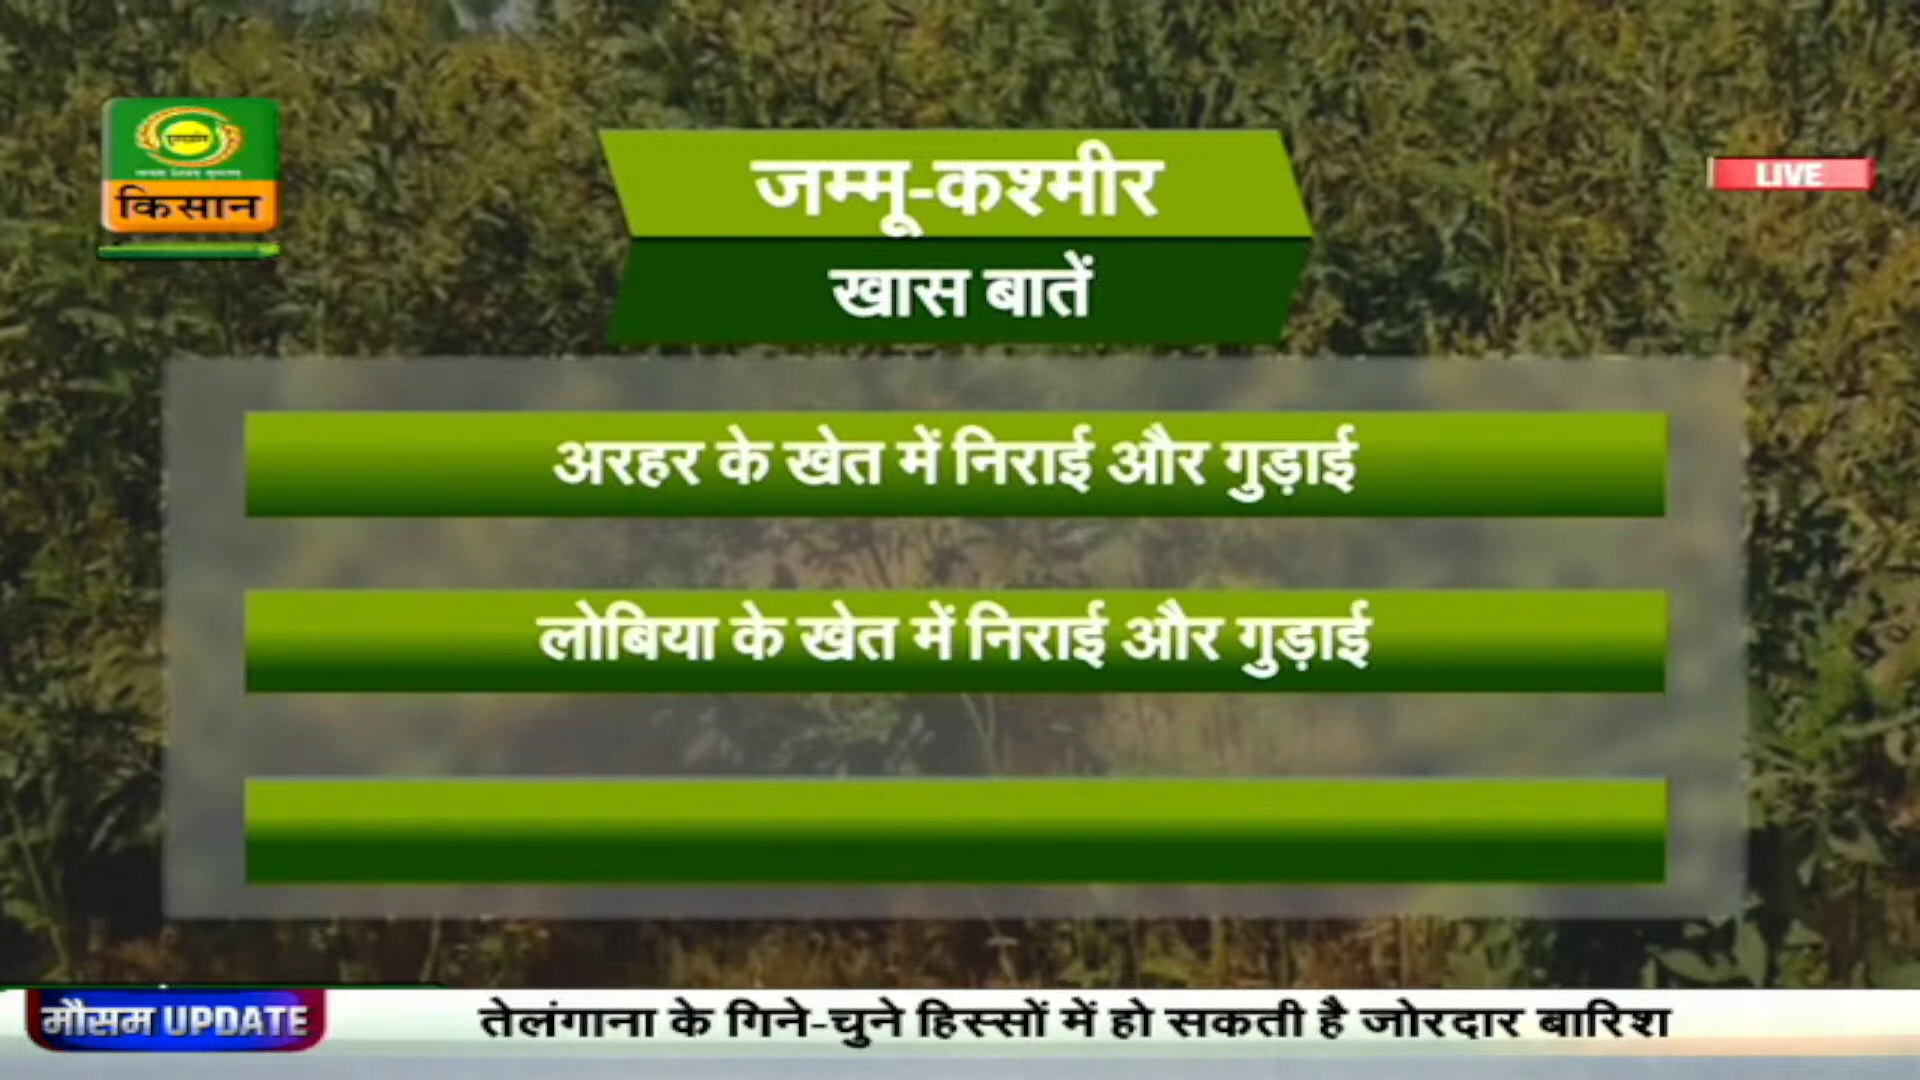 किसान
LIVE
जम्मू-कश्मीर
खास बातें
अरहर के खेत में निराई और गुड़ाई
लोबिया के खेत में निराई और गुड़ाई
मौसम UPDATE
तेलंगाना के गिने-चुने हिस्सों में हो सकती है जोरदार बारिश